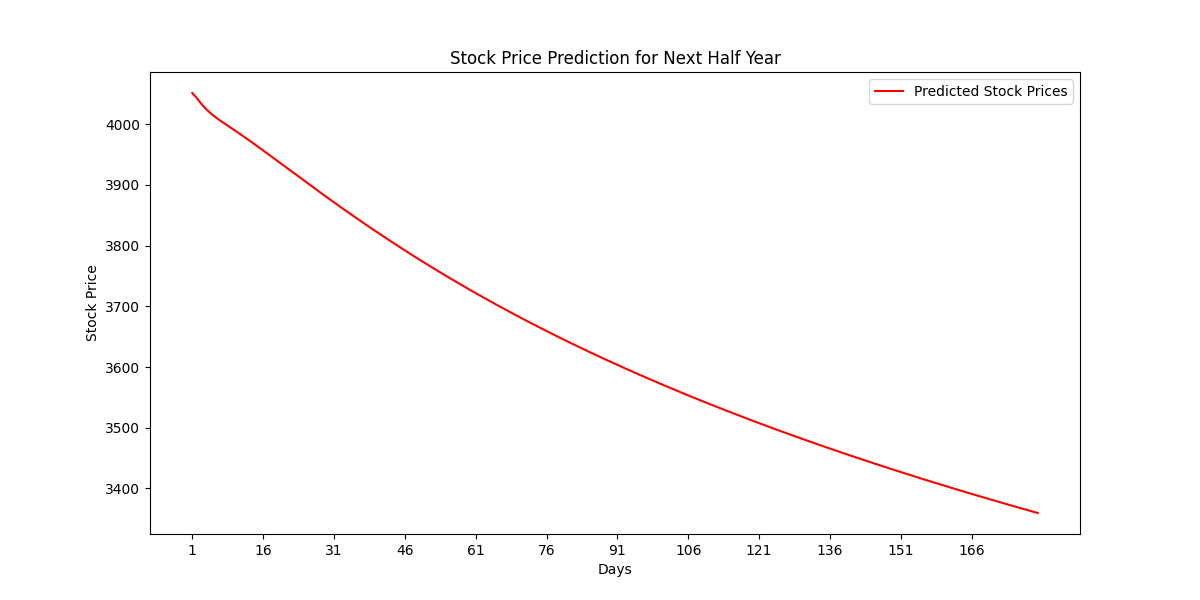 Stock Price Prediction for Next Half Year
Predicted Stock Prices
4000
3900
3800
3700
3600
3500
3400
Stock Price
1 16 31 46 61 76 91 106 121 136 151 166
Days